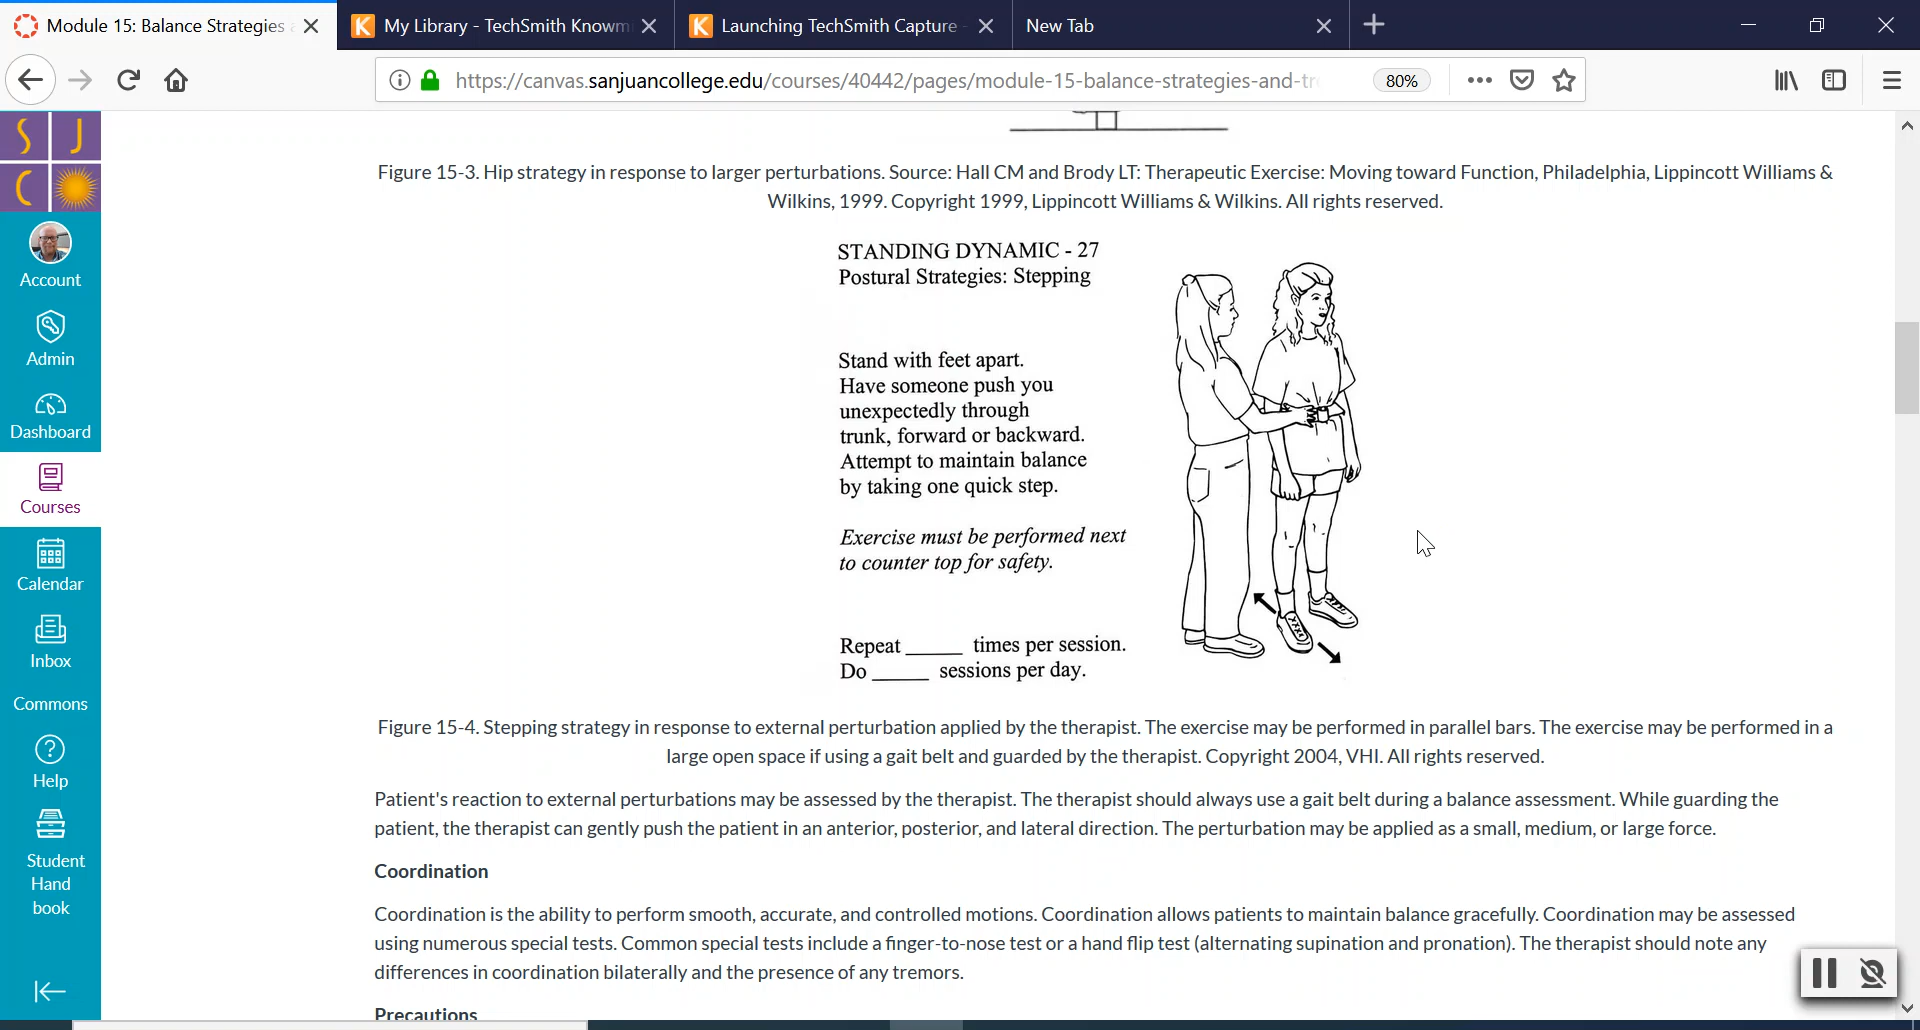 Module 15: Balance Strategies a
My Library - TechSmith Knowm
Launching TechSmith Capture -
New Tab
https://canvas.sanjuancollege.edu/courses/40442/pages/module-15-balance-strategies-and-tr
80%
S J
C
Account
Admin
Dashboard
Courses
Calendar
Inbox
Commons
Help
Student
Hand
book
Figure 15-3. Hip strategy in response to larger perturbations. Source: Hall CM and Brody LT: Therapeutic Exercise: Moving toward Function, Philadelphia, Lippincott Williams &
Wilkins, 1999. Copyright 1999, Lippincott Williams & Wilkins. All rights reserved.
STANDING DYNAMIC - 27
Postural Strategies: Stepping
Stand with feet apart.
Have someone push you
unexpectedly through
trunk, forward or backward.
Attempt to maintain balance
by taking one quick step.
Exercise must be performed next
to counter top for safety.
Repeat _____ times per session.
Do _____ sessions per day.
Figure 15-4. Stepping strategy in response to external perturbation applied by the therapist. The exercise may be performed in parallel bars. The exercise may be performed in a
large open space if using a gait belt and guarded by the therapist. Copyright 2004, VHI. All rights reserved.
Patient's reaction to external perturbations may be assessed by the therapist. The therapist should always use a gait belt during a balance assessment. While guarding the
patient, the therapist can gently push the patient in an anterior, posterior, and lateral direction. The perturbation may be applied as a small, medium, or large force.
Coordination
Coordination is the ability to perform smooth, accurate, and controlled motions. Coordination allows patients to maintain balance gracefully. Coordination may be assessed
using numerous special tests. Common special tests include a finger-to-nose test or a hand flip test (alternating supination and pronation). The therapist should note any
differences in coordination bilaterally and the presence of any tremors.
Precautions